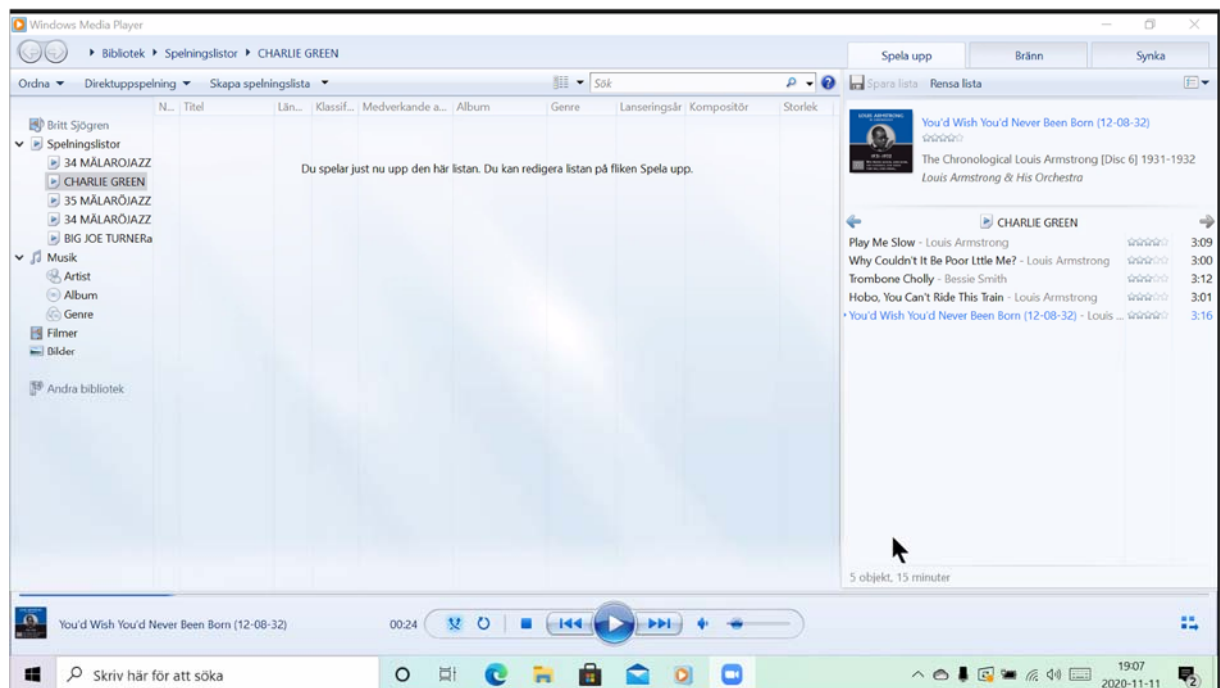 Windows Media Player
Bibliotek Spelningslistor CHARLIE GREEN
Spela upp Bränn Synka
Ordna Direktuppspelning Skapa spelningslista Sök
Spara lista Rensa lista
N... Titel Län... Klassif... Medverkande a... Album Genre Lanseringsår Kompositör Storlek
Britt Sjögren
Spelningslistor
34 MÄLAROJAZZ
CHARLIE GREEN
35 MÄLARÖJAZZ
34 MÄLARÖJAZZ
BIG JOE TURNERa
Musik
Artist
Album
Genre
Filmer
Bilder
Andra bibliotek
Du spelar just nu upp den här listan. Du kan redigera listan på fliken Spela upp.
LOUIS ARMSTRONG
You'd Wish You'd Never Been Born (12-08-32)
The Chronological Louis Armstrong [Disc 6] 1931-1932
Louis Armstrong & His Orchestra
CHARLIE GREEN
Play Me Slow - Louis Armstrong 3:09
Why Couldn't It Be Poor Lttle Me? - Louis Armstrong 3:00
Trombone Cholly - Bessie Smith 3:12
Hobo, You Can't Ride This Train - Louis Armstrong 3:01
You'd Wish You'd Never Been Born (12-08-32) - Louis ... 3:16
5 objekt, 15 minuter
You'd Wish You'd Never Been Born (12-08-32) 00:24
Skriv här för att söka
19:07
2020-11-11
2